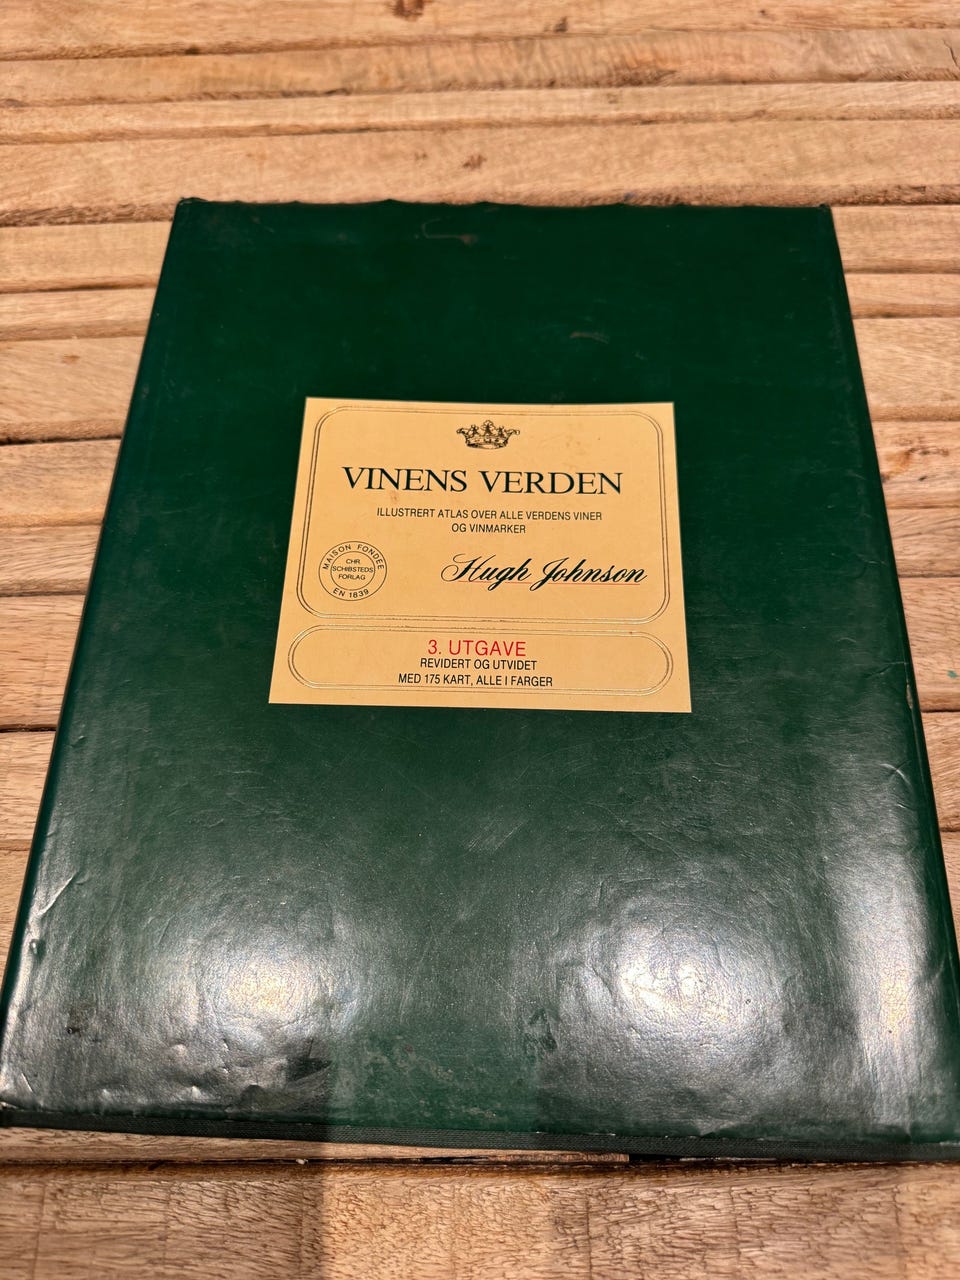 VINENS VERDEN
ILLUSTRERT ATLAS OVER ALLE VERDENS VINER
OG VINMARKER
MAISON FONDÉE
CHR.
SCHIBSTEDS
FORLAG
EN 1839
Hugh Johnson
3. UTGAVE
REVIDERT OG UTVIDET
MED 175 KART, ALLE I FARGER